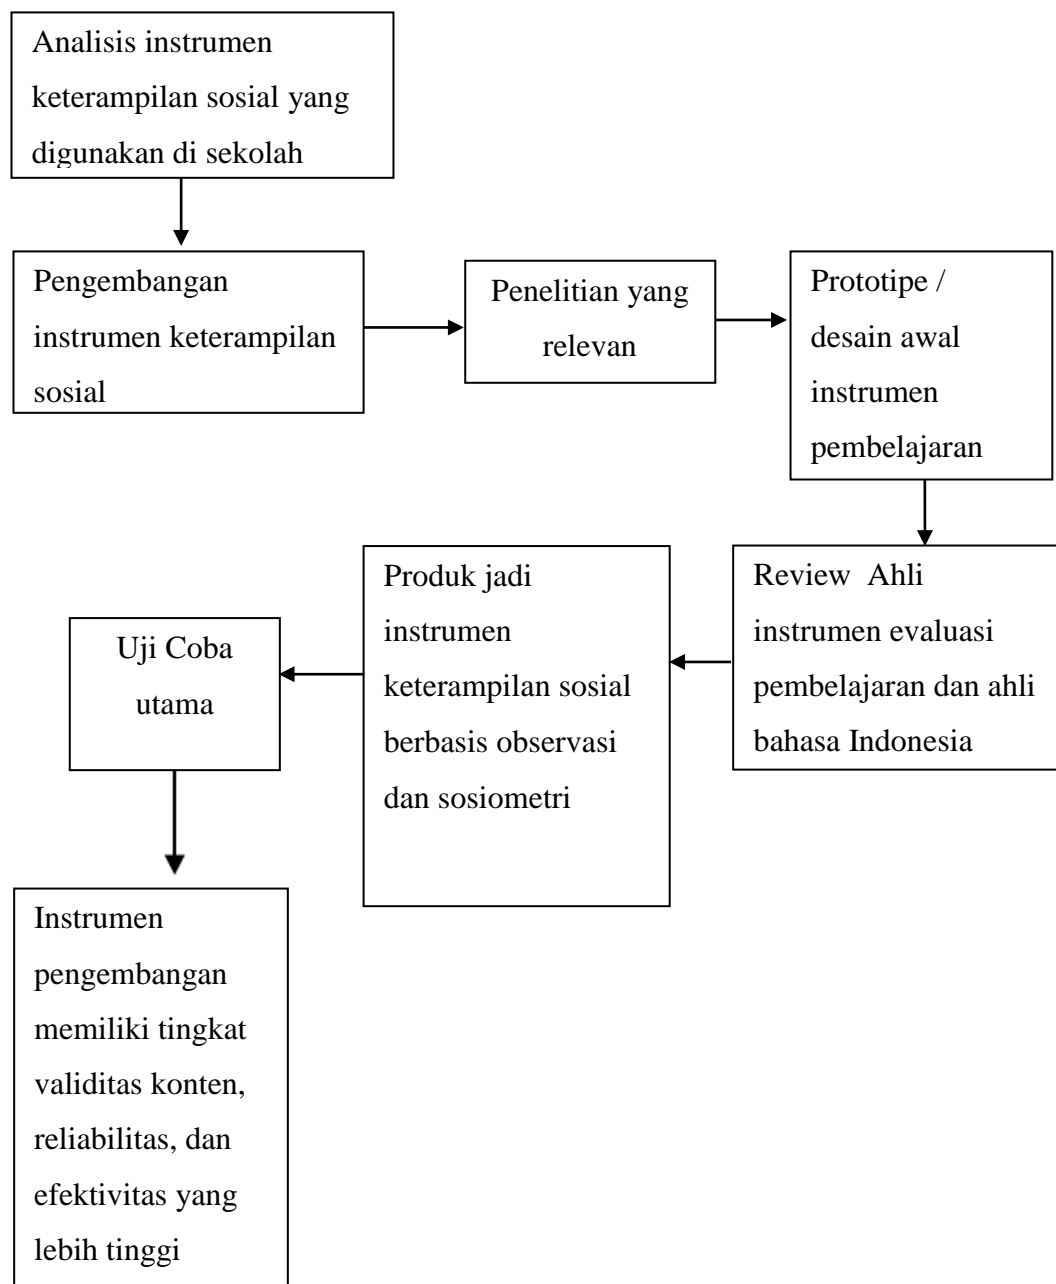 Analisis instrumen
keterampilan sosial yang
digunakan di sekolah
Pengembangan
instrumen keterampilan
sosial
Penelitian yang
relevan
Prototipe /
desain awal
instrumen
pembelajaran
Review  Ahli
instrumen evaluasi
pembelajaran dan ahli
bahasa Indonesia
Produk jadi
instrumen
keterampilan sosial
berbasis observasi
dan sosiometri
Uji Coba
utama
Instrumen
pengembangan
memiliki tingkat
validitas konten,
reliabilitas, dan
efektivitas yang
lebih tinggi